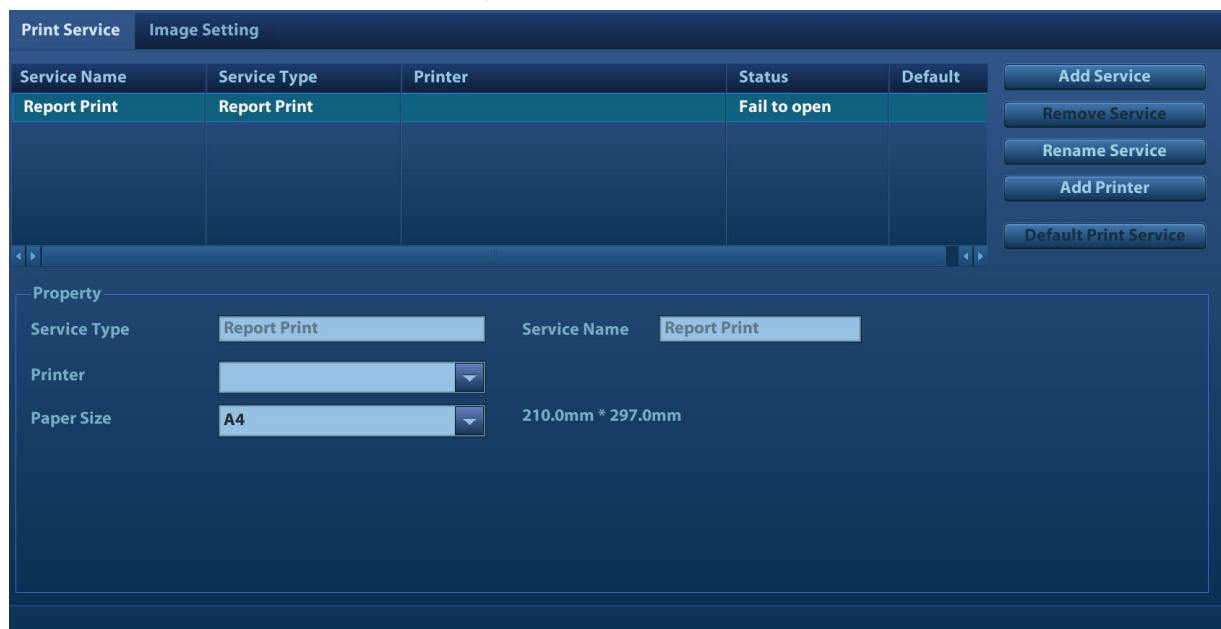 Print Service Image Setting
Service Name Service Type Printer Status Default Add Service
Report Print Report Print Fail to open
Remove Service
Rename Service
Add Printer
Default Print Service
Property
Service Type Report Print Service Name Report Print
Printer
Paper Size A4 210.0mm * 297.0mm